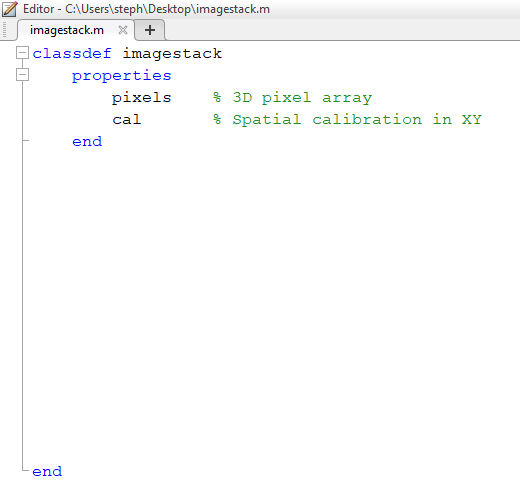 Editor - C:\Users\steph\Desktop\imagestack.m
imagestack.m
classdef imagestack
    properties
        pixels    % 3D pixel array
        cal       % Spatial calibration in XY
    end
end